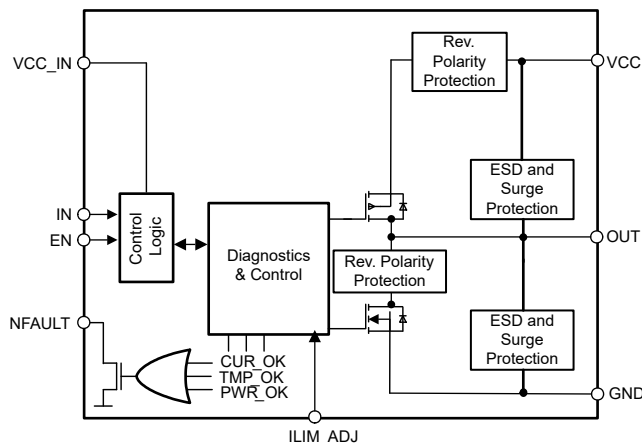 Rev.
Polarity
Protection
VCC_IN
VCC
ESD and
Surge
Protection
IN
EN
Control
Logic
Diagnostics
& Control
OUT
Rev. Polarity
Protection
NFAULT
ESD and
Surge
Protection
CUR_OK
TMP_OK
PWR_OK
GND
ILIM_ADJ